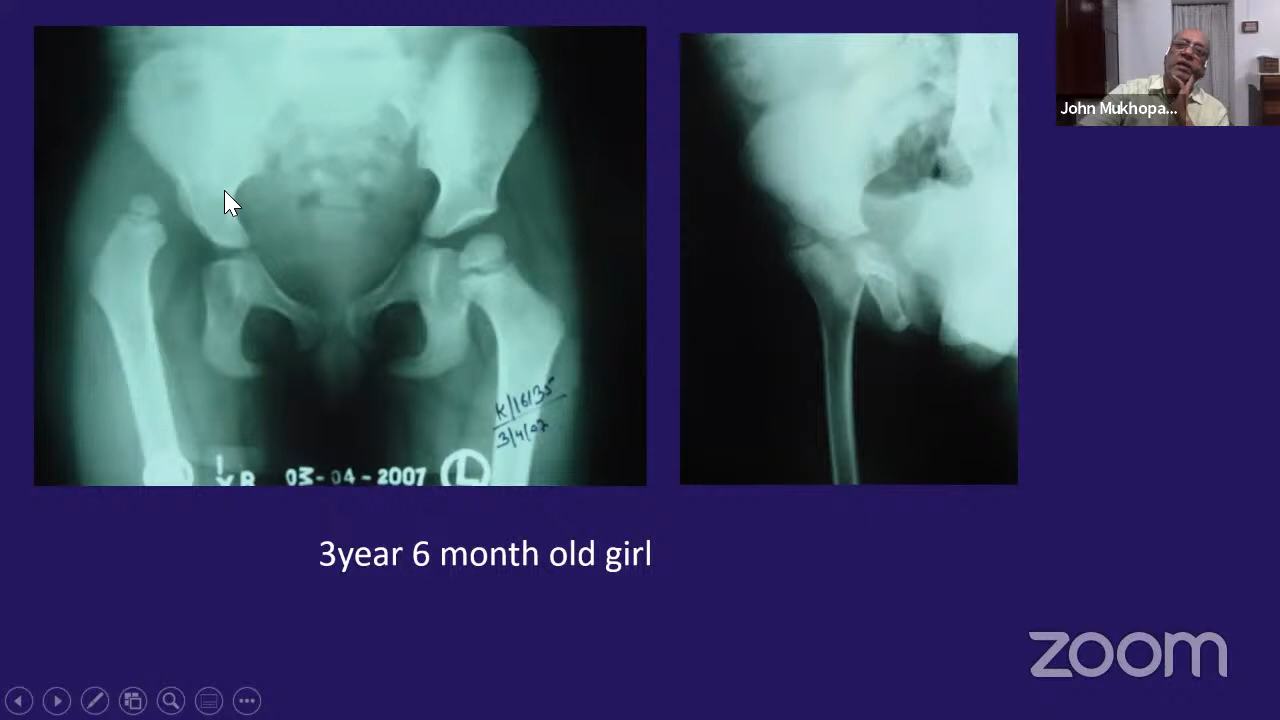 John Mukhopa...
K/16135
3/4/07
03-04-2007
L
3year 6 month old girl
zoom